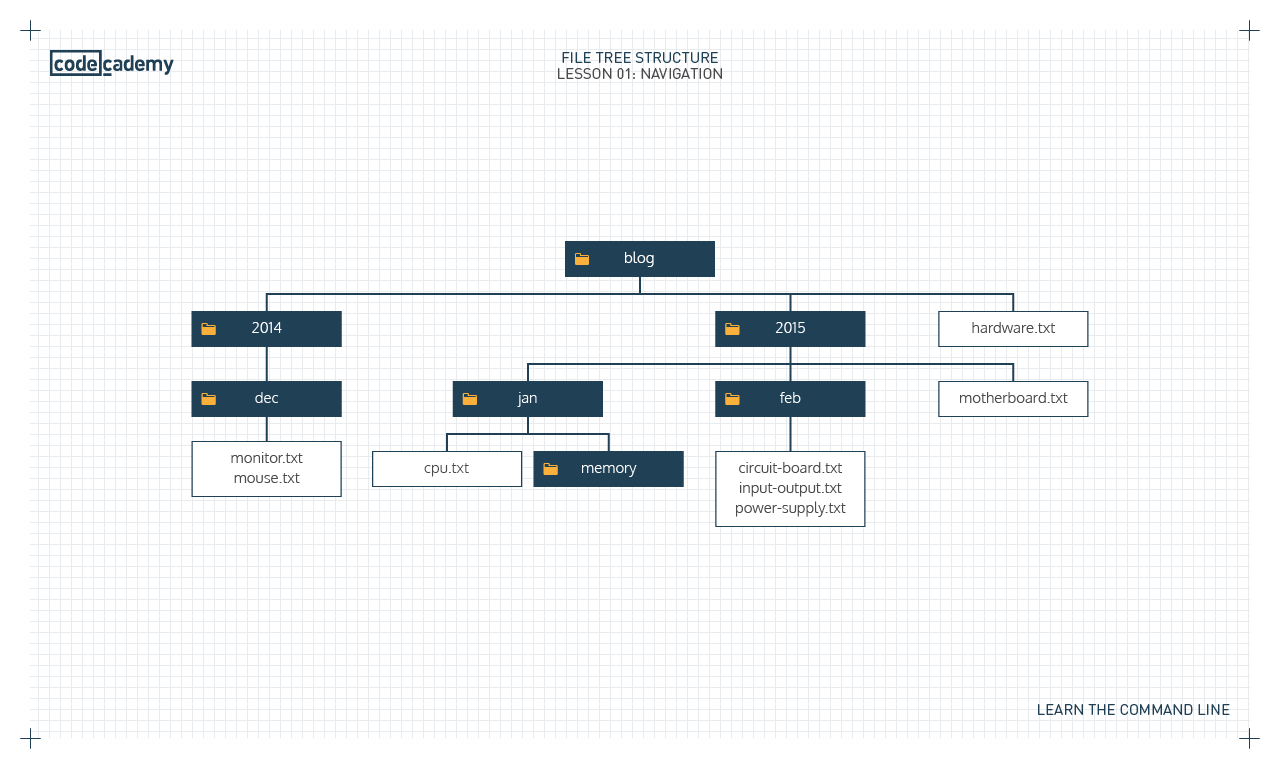 codecademy
FILE TREE STRUCTURE
LESSON 01: NAVIGATION
blog
2014
2015
hardware.txt
dec
jan
feb
motherboard.txt
monitor.txt
mouse.txt
cpu.txt
memory
circuit-board.txt
input-output.txt
power-supply.txt
LEARN THE COMMAND LINE